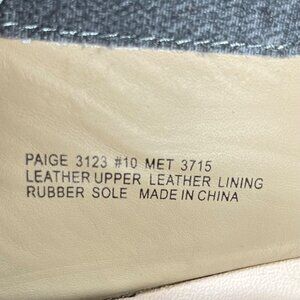 PAIGE 3123 #10 MET 3715
LEATHER UPPER LEATHER LINING
RUBBER SOLE MADE IN CHINA